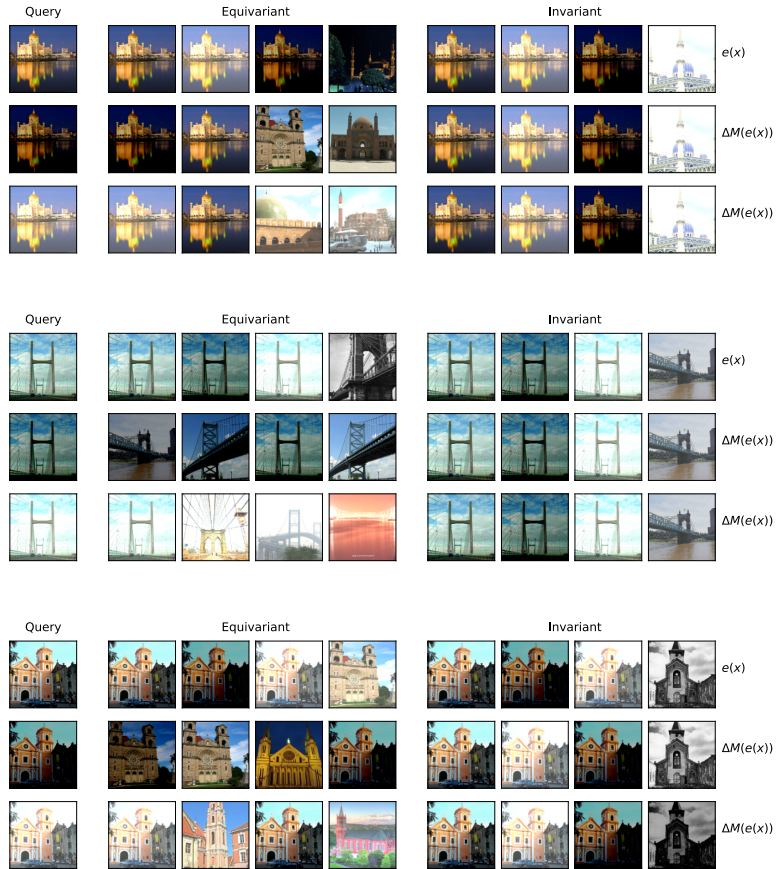 Query Equivariant Invariant
e(x)
ΔM(e(x))
ΔM(e(x))
Query Equivariant Invariant
e(x)
ΔM(e(x))
ΔM(e(x))
Query Equivariant Invariant
e(x)
ΔM(e(x))
ΔM(e(x))